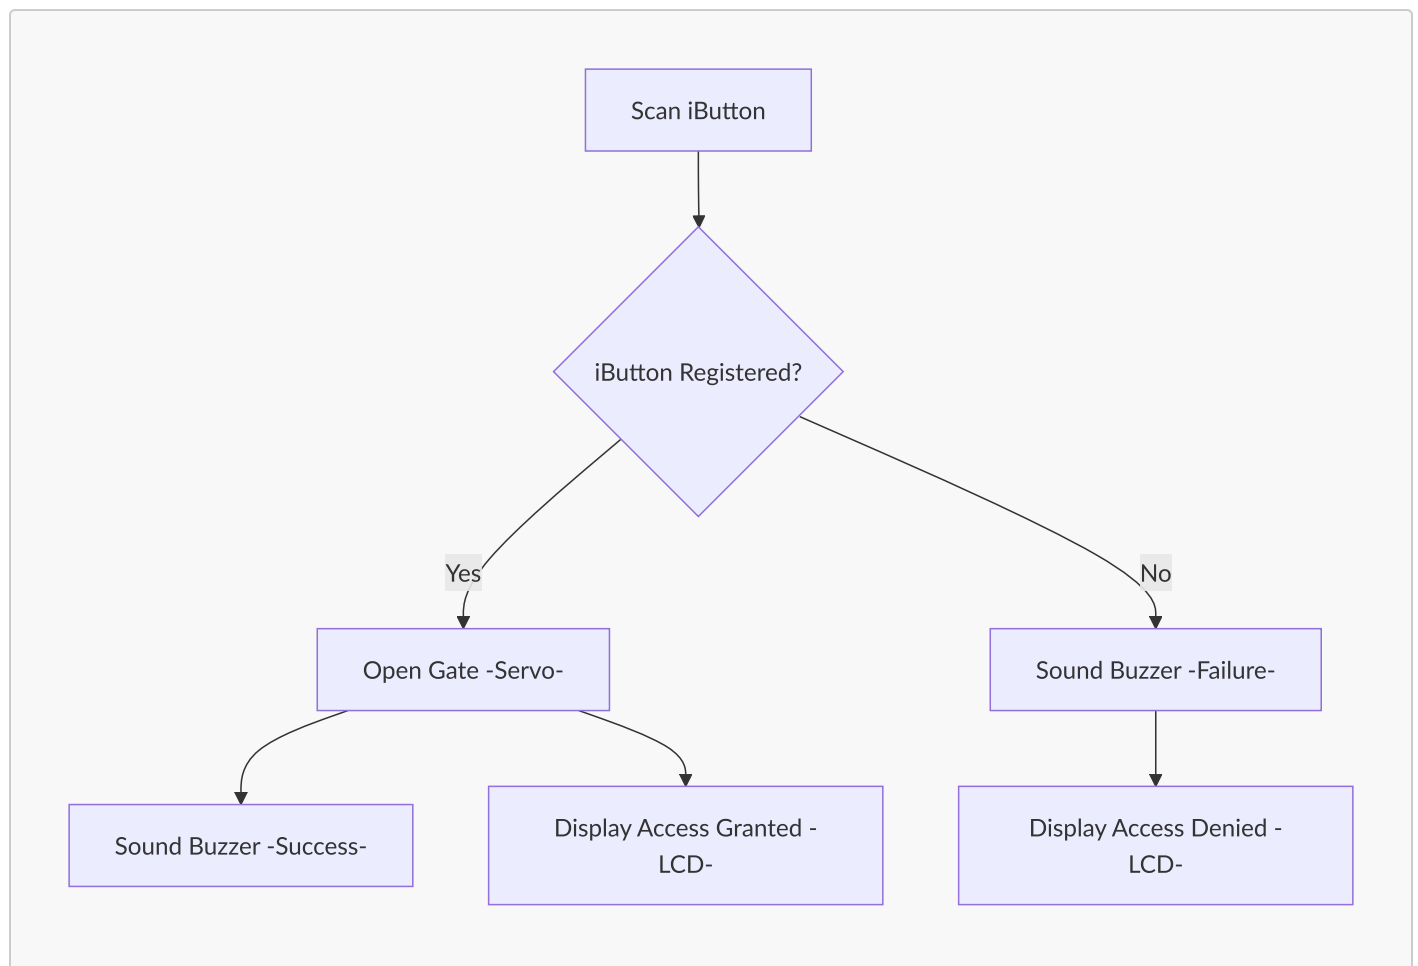 Scan iButton
iButton Registered?
Yes
No
Open Gate -Servo-
Sound Buzzer -Failure-
Sound Buzzer -Success-
Display Access Granted -
LCD-
Display Access Denied -
LCD-